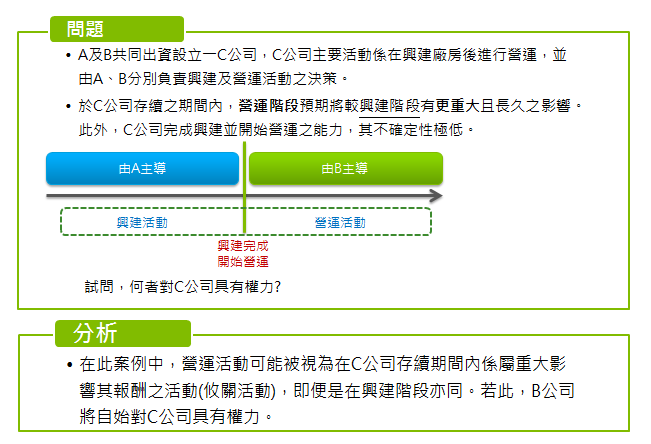 問題
• A及B共同出資設立一C公司，C公司主要活動係在興建廠房後進行營運，並
由A、B分別負責興建及營運活動之決策。
• 於C公司存續之期間內，營運階段預期將較興建階段有更重大且長久之影響。
此外，C公司完成興建並開始營運之能力，其不確定性極低。
由A主導
由B主導
興建活動
營運活動
興建完成
開始營運
試問，何者對C公司具有權力?
分析
• 在此案例中，營運活動可能被視為在C公司存續期間內係屬重大影
響其報酬之活動(攸關活動)，即便是在興建階段亦同。若此，B公司
將自始對C公司具有權力。